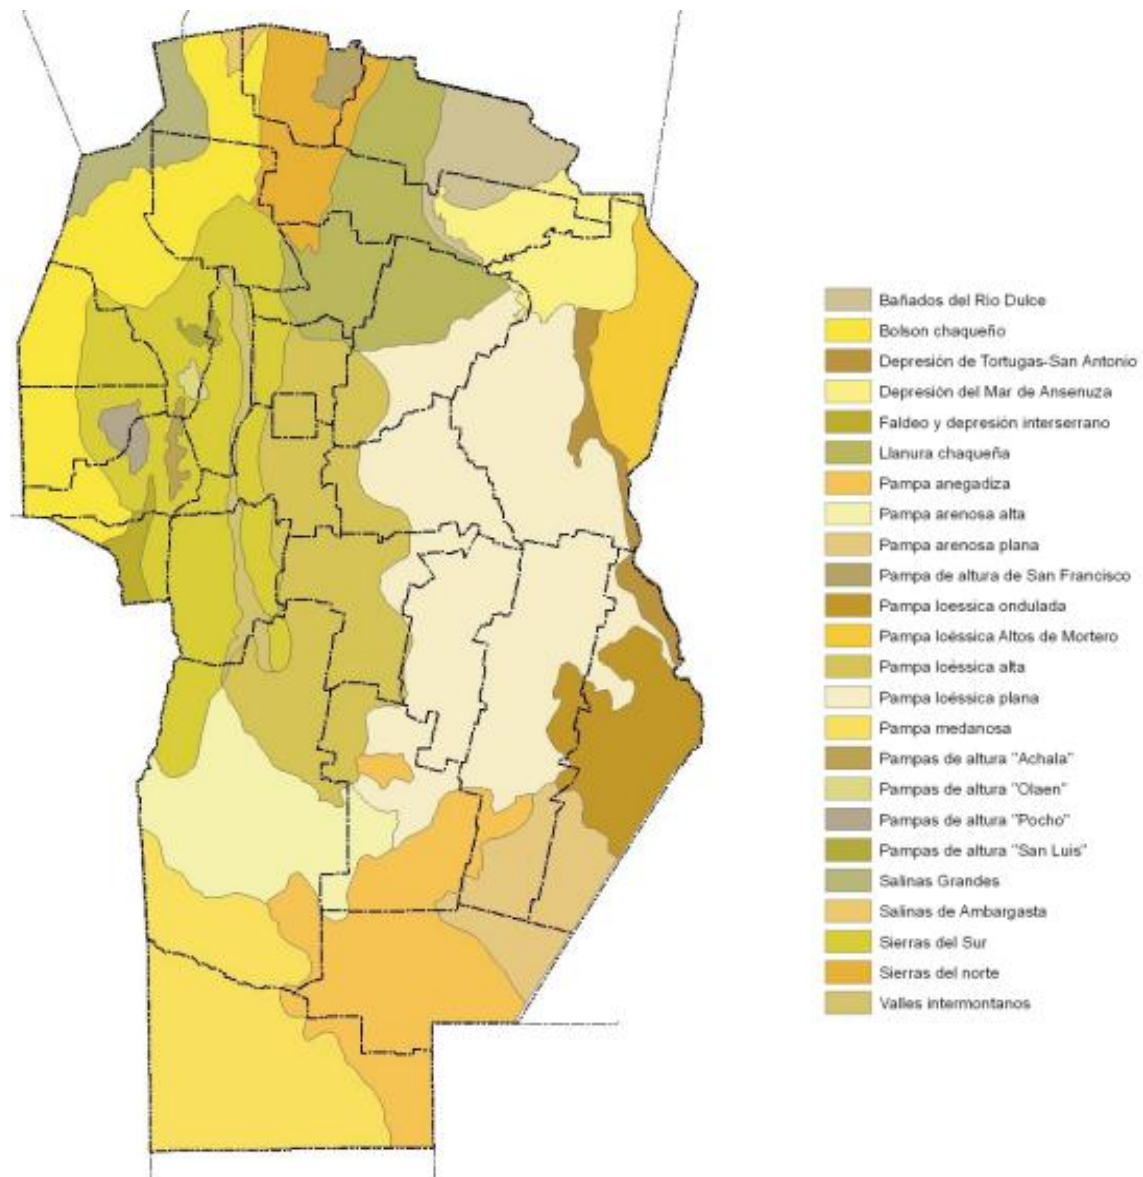 Bañados del Rio Dulce
Bolson chaqueño
Depresión de Tortugas-San Antonio
Depresión del Mar de Ansenuza
Faldeo y depresión interserrano
Llanura chaqueña
Pampa anegadiza
Pampa arenosa alta
Pampa arenosa plana
Pampa de altura de San Francisco
Pampa loessica ondulada
Pampa loéssica Altos de Mortero
Pampa loéssica alta
Pampa loéssica plana
Pampa medanosa
Pampas de altura "Achala"
Pampas de altura "Olaen"
Pampas de altura "Pocho"
Pampas de altura "San Luis"
Salinas Grandes
Salinas de Ambargasta
Sierras del Sur
Sierras del norte
Valles intermontanos